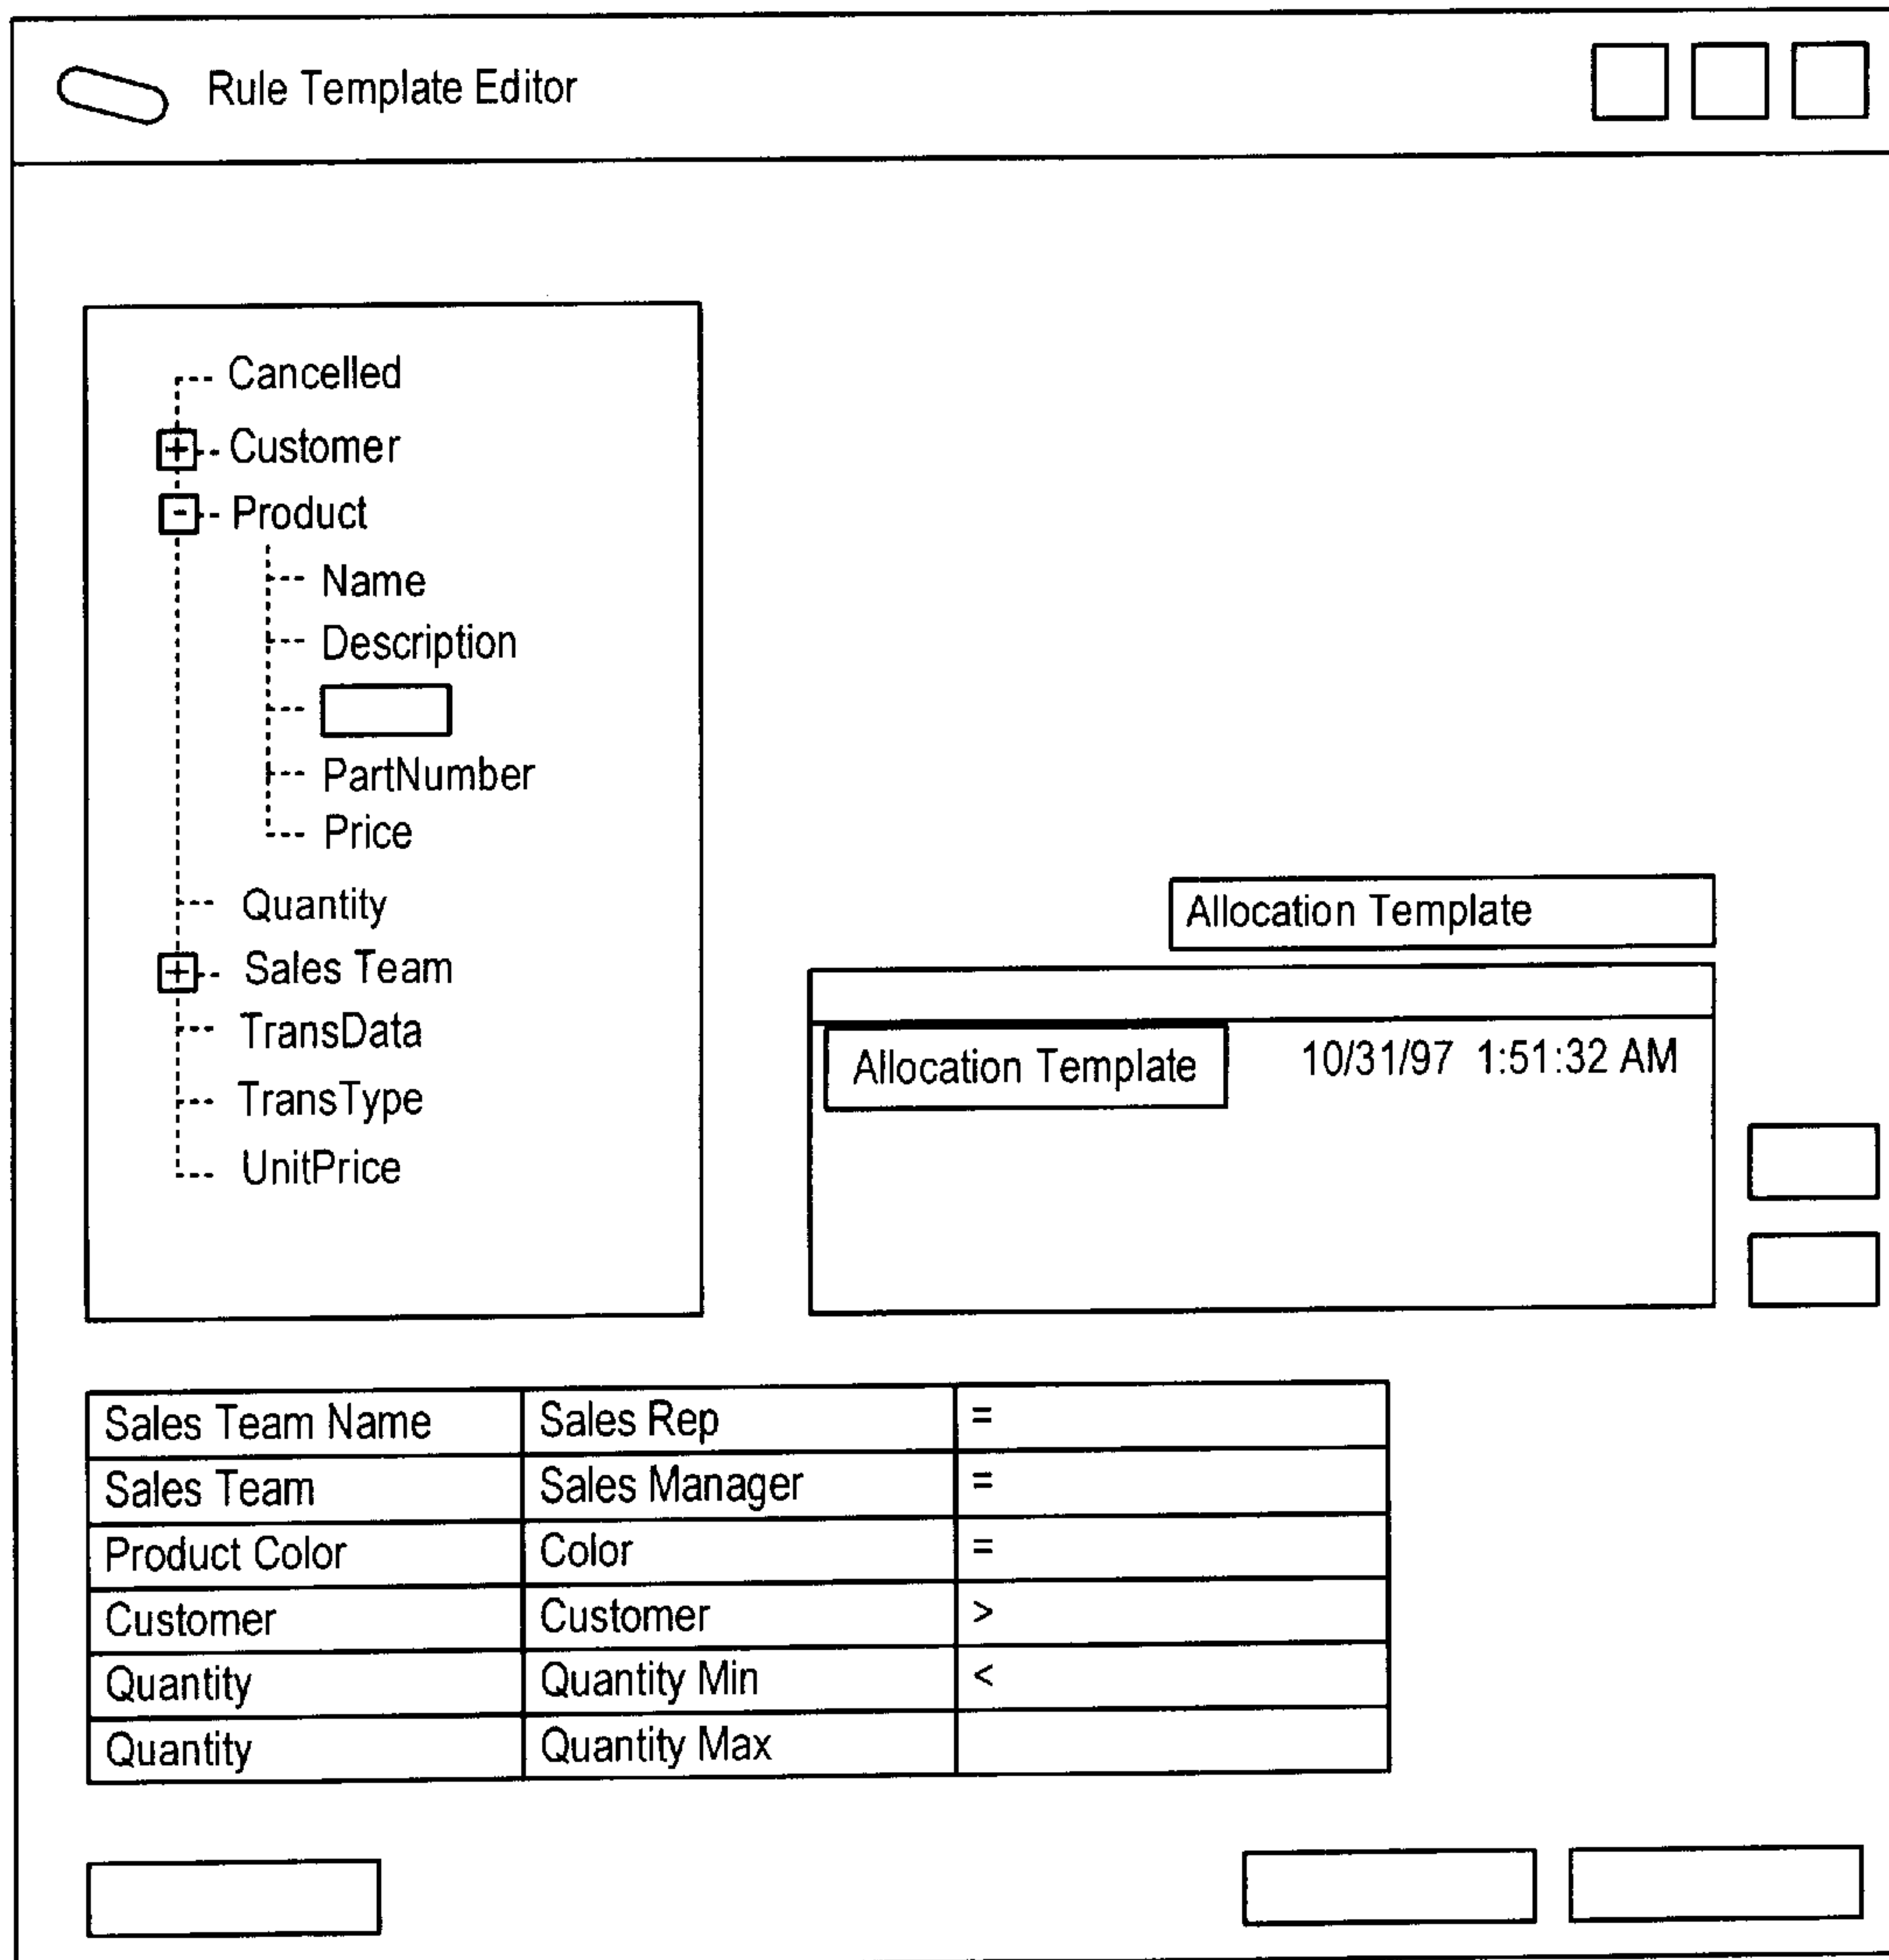 Rule Template Editor
Cancelled
+ Customer
- Product
Name
Description
PartNumber
Price
Quantity
+ Sales Team
TransData
TransType
UnitPrice
Allocation Template
Allocation Template 10/31/97 1:51:32 AM
Sales Team Name Sales Rep =
Sales Team Sales Manager =
Product Color Color =
Customer Customer >
Quantity Quantity Min <
Quantity Quantity Max